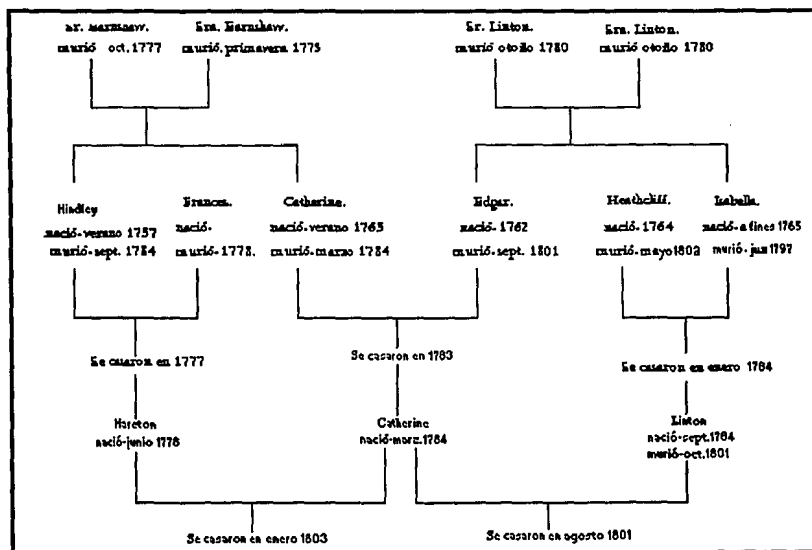 Sr. Earnshaw.
murió oct. 1777
Sra. Earnshaw.
murió. primavera 1773
Sr. Linton.
murió otoño 1780
Sra. Linton.
murió otoño 1780
Hindley
nació-verano 1757
murió-sept. 1784
Frances.
nació-
murió-1778.
Catharine.
nació-verano 1765
murió-marzo 1784
Edgar.
nació-1762
murió-sept. 1801
Heathcliff.
nació-1764
murió-mayo 1802
Isabella.
nació-a fines 1765
murió-jun 1797
Se casaron en 1777
Se casaron en 1783
Se casaron en enero 1784
Hareton
nació-junio 1778
Catherine
nació-marz. 1784
Linton
nació-sept. 1784
murió-oct. 1801
Se casaron en enero 1803
Se casaron en agosto 1801